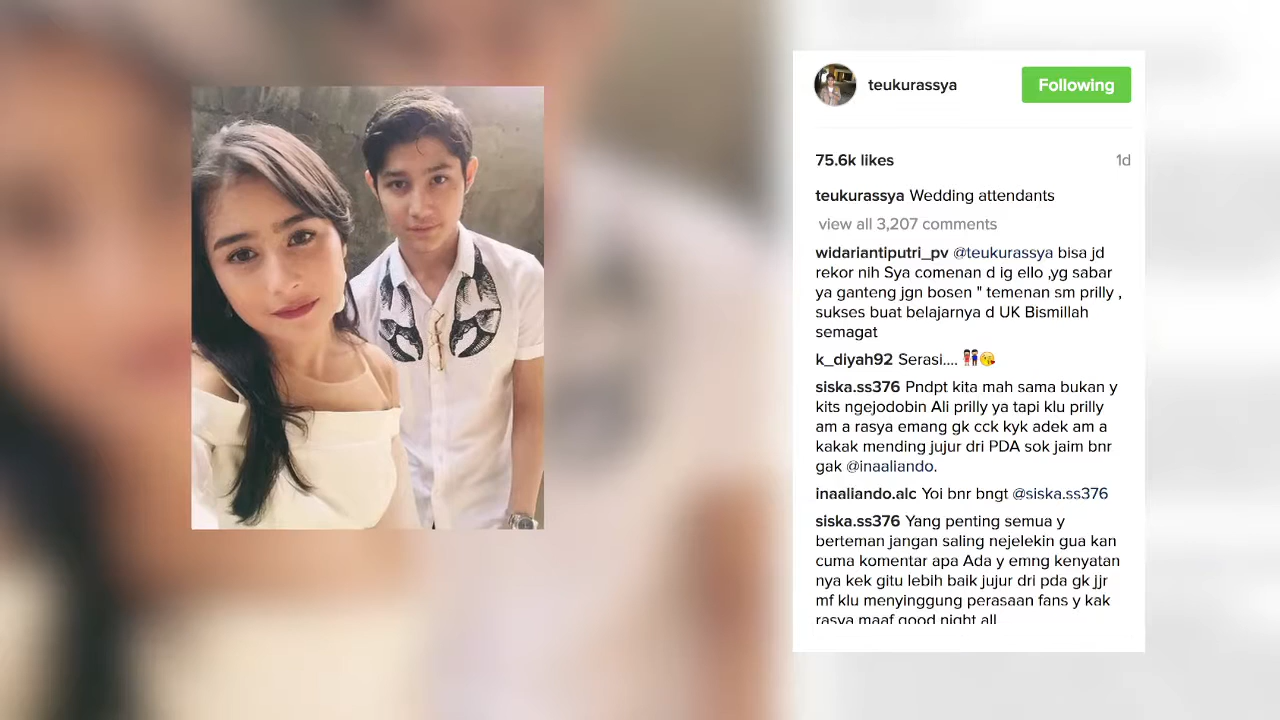 teukurassya
Following
75.6k likes
1d
teukurassya Wedding attendants
view all 3,207 comments
widariantiputri_pv @teukurassya bisa jd
rekor nih Sya comenan d ig ello ,yg sabar
ya ganteng jgn bosen " temenan sm prilly ,
sukses buat belajarnya d UK Bismillah
semagat
k_diyah92 Serasi.... 👫😘
siska.ss376 Pndpt kita mah sama bukan y
kits ngejodobin Ali prilly ya tapi klu prilly
am a rasya emang gk cck kyk adek am a
kakak mending jujur dri PDA sok jaim bnr
gak @inaaliando.
inaaliando.alc Yoi bnr bngt @siska.ss376
siska.ss376 Yang penting semua y
berteman jangan saling nejelekin gua kan
cuma komentar apa Ada y emng kenyatan
nya kek gitu lebih baik jujur dri pda gk jjr
mf klu menyinggung perasaan fans y kak
rasya maaf good night all